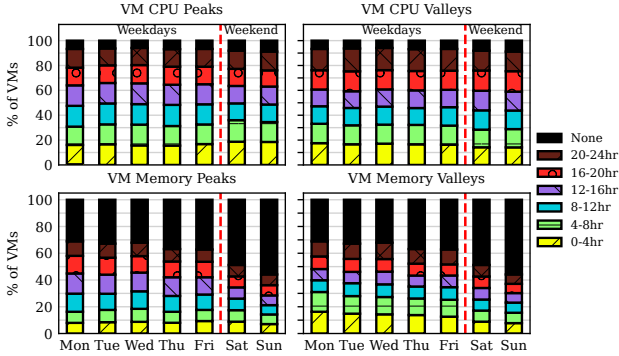 VM CPU Peaks
VM CPU Valleys
Weekdays
Weekend
Weekdays
Weekend
100
80
60
40
20
0
% of VMs
None
20-24hr
16-20hr
12-16hr
8-12hr
4-8hr
0-4hr
VM Memory Peaks
VM Memory Valleys
100
80
60
40
20
0
% of VMs
Mon Tue Wed Thu Fri Sat Sun
Mon Tue Wed Thu Fri Sat Sun